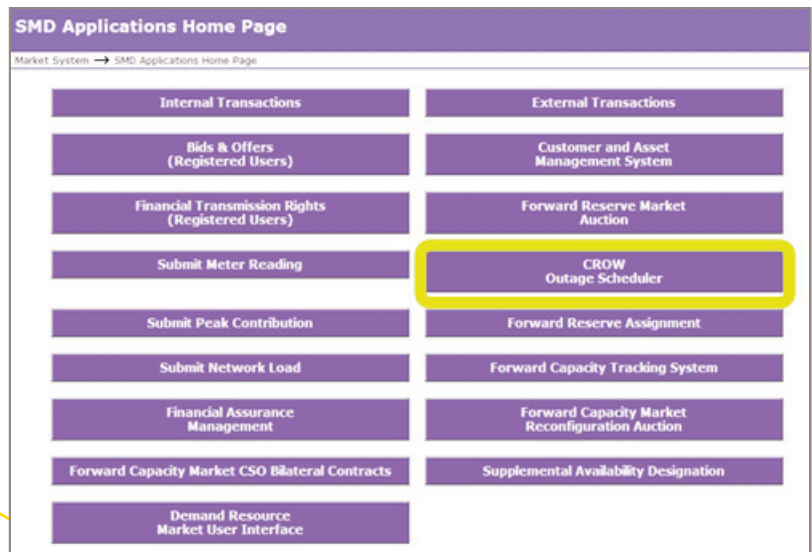 SMD Applications Home Page
Market System → SMD Applications Home Page
Internal Transactions
External Transactions
Bids & Offers
(Registered Users)
Customer and Asset
Management System
Financial Transmission Rights
(Registered Users)
Forward Reserve Market
Auction
Submit Meter Reading
CROW
Outage Scheduler
Submit Peak Contribution
Forward Reserve Assignment
Submit Network Load
Forward Capacity Tracking System
Financial Assurance
Management
Forward Capacity Market
Reconfiguration Auction
Forward Capacity Market CSO Bilateral Contracts
Supplemental Availability Designation
Demand Resource
Market User Interface